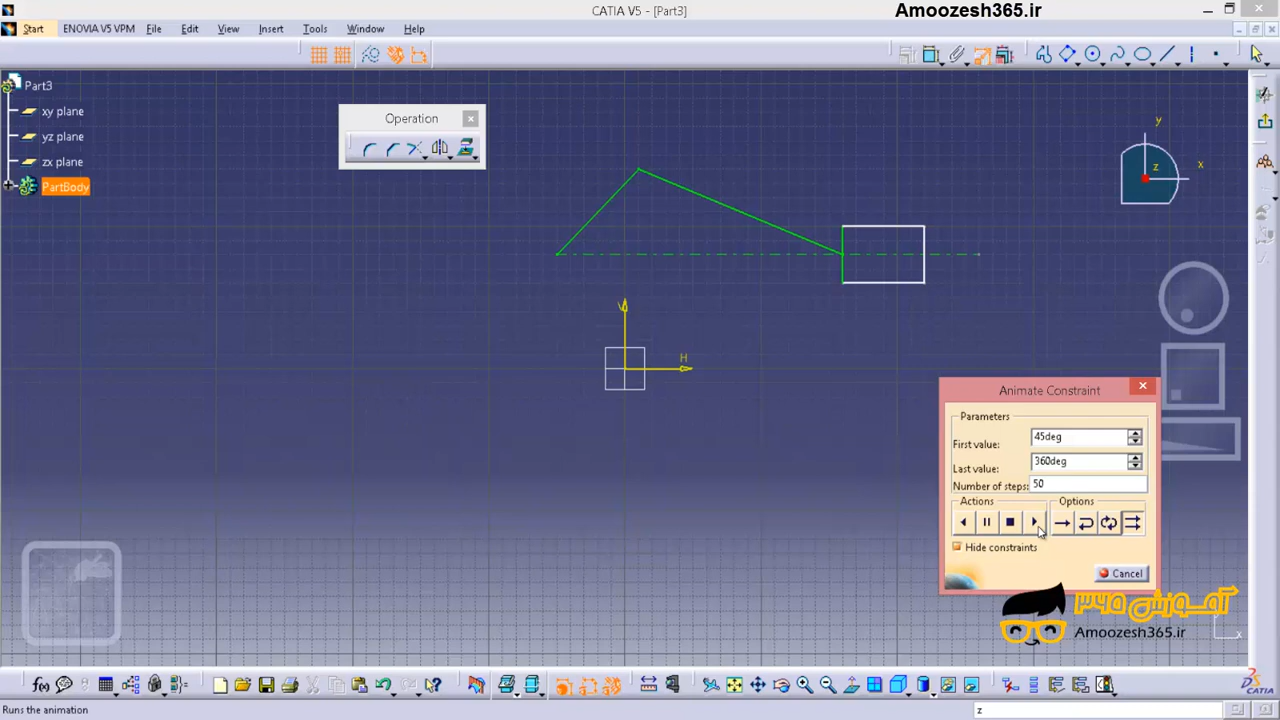 CATIA V5 - [Part3]
Amoozesh365.ir
Start
ENOVIA V5 VPM
File
Edit
View
Insert
Tools
Window
Help
Part3
xy plane
yz plane
zx plane
PartBody
Operation
y
x
z
V
H
Animate Constraint
Parameters
First value:
45deg
Last value:
360deg
Number of steps:
50
Actions
Options
Hide constraints
Cancel
آموزش ۳۶۵
Amoozesh365.ir
x
f(x)
CATIA
Runs the animation
z